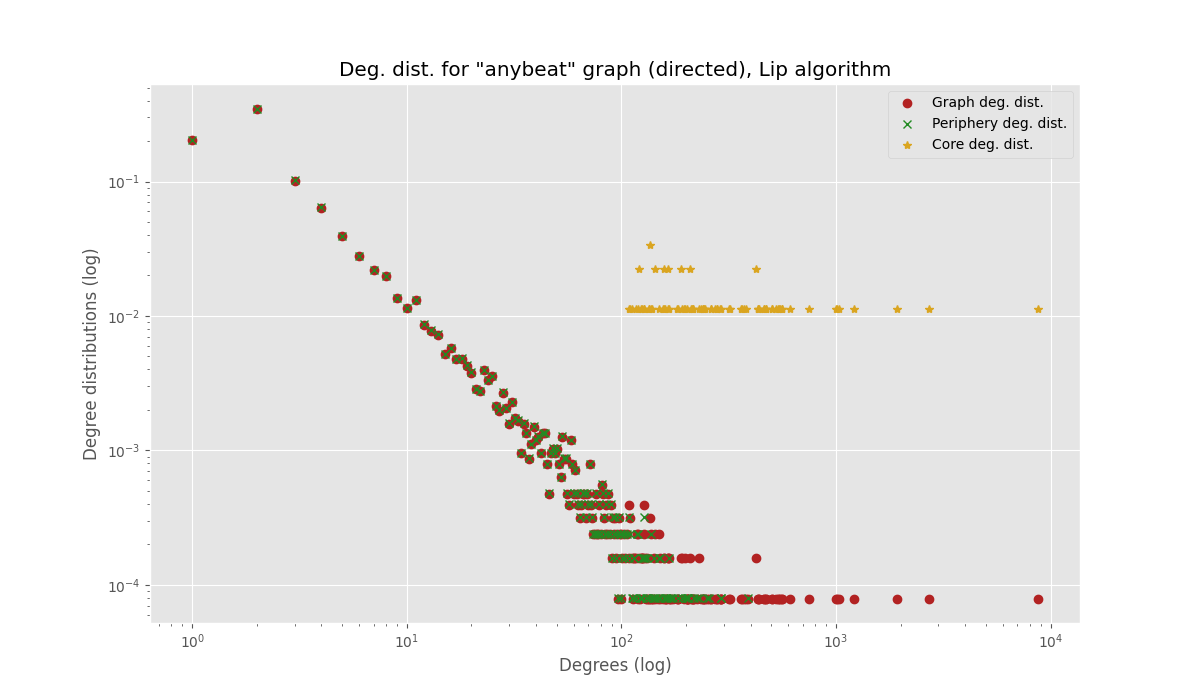 Deg. dist. for "anybeat" graph (directed), Lip algorithm
Graph deg. dist.
Periphery deg. dist.
Core deg. dist.
Degree distributions (log)
10⁻¹
10⁻²
10⁻³
10⁻⁴
10⁰
10¹
10²
10³
10⁴
Degrees (log)